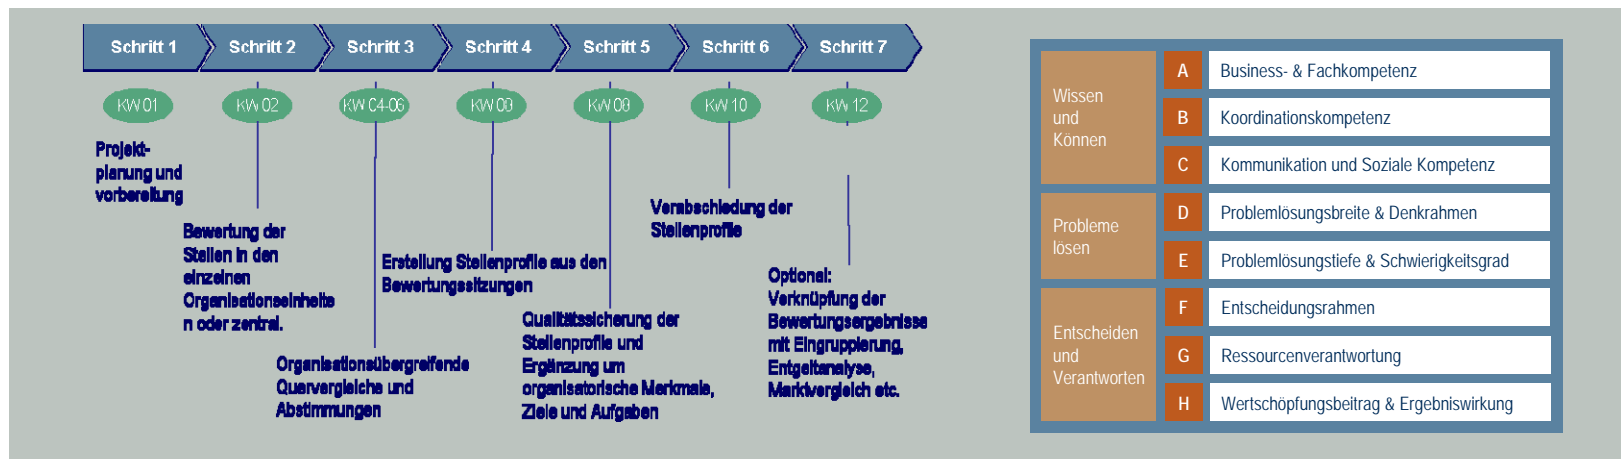 Schritt 1
Schritt 2
Schritt 3
Schritt 4
Schritt 5
Schritt 6
Schritt 7
KW 01
KW 02
KW 04-06
KW 08
KW 08
KW 10
KW 12
Projekt-
planung und
vorbereitung
Bewertung der
Stellen in den
einzelnen
Organisationseinheite
n oder zentral.
Organisationsübergreifende
Quervergleiche und
Abstimmungen
Erstellung Stellenprofile aus den
Bewertungssitzungen
Qualitätssicherung der
Stellenprofile und
Ergänzung um
organisatorische Merkmale,
Ziele und Aufgaben
Verabschiedung der
Stellenprofile
Optional:
Verknüpfung der
Bewertungsergebnisse
mit Eingruppierung,
Entgeltanalyse,
Marktvergleich etc.
Wissen
und
Können
A
Business- & Fachkompetenz
B
Koordinationskompetenz
C
Kommunikation und Soziale Kompetenz
Probleme
lösen
D
Problemlösungsbreite & Denkrahmen
E
Problemlösungstiefe & Schwierigkeitsgrad
Entscheiden
und
Verantworten
F
Entscheidungsrahmen
G
Ressourcenverantwortung
H
Wertschöpfungsbeitrag & Ergebniswirkung